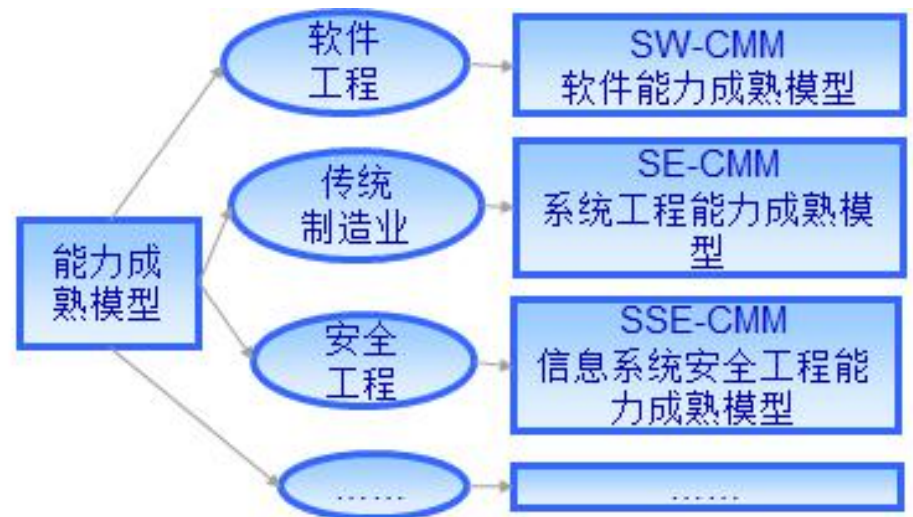 软件
工程
SW-CMM
软件能力成熟模型
传统
制造业
SE-CMM
系统工程能力成熟模
型
能力成
熟模型
安全
工程
SSE-CMM
信息系统安全工程能
力成熟模型
……
……